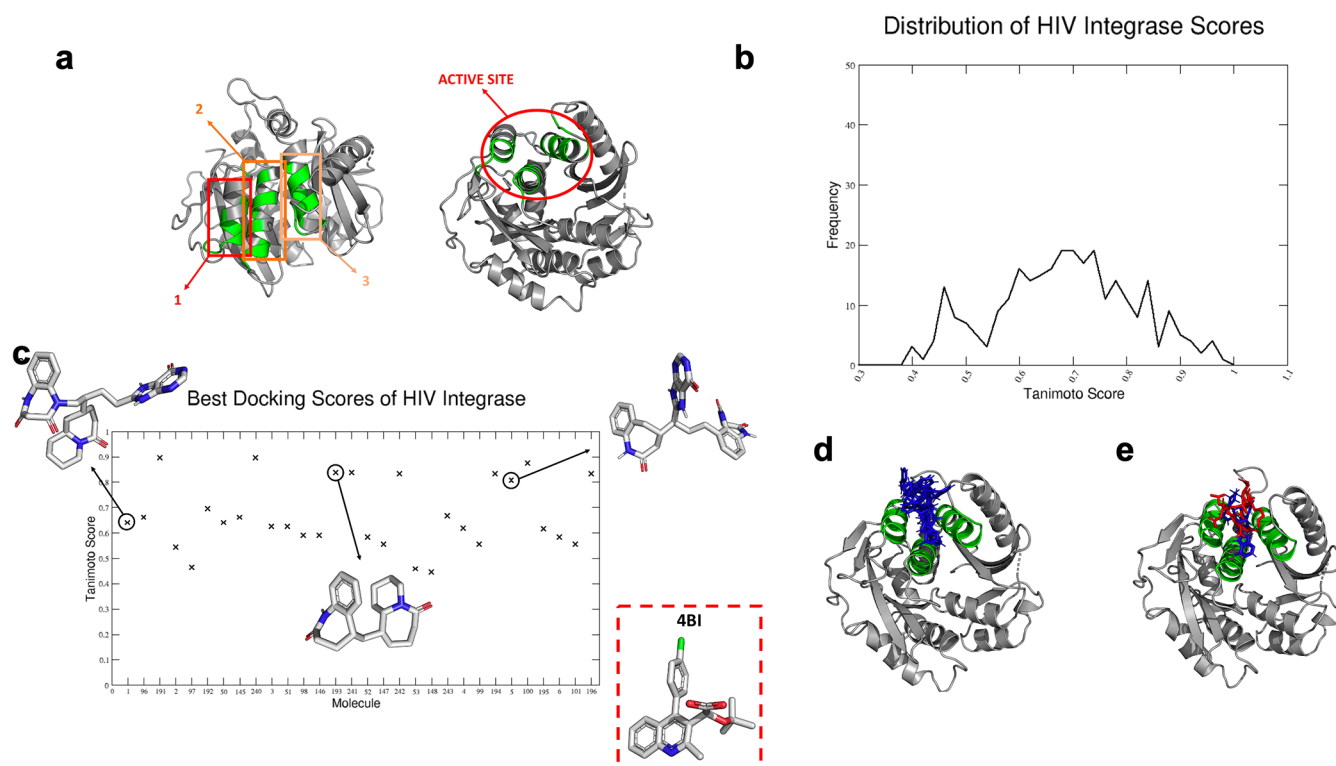 a
ACTIVE SITE
2
1
3
b
Distribution of HIV Integrase Scores
50
40
30
20
10
0
Frequency
0.3 0.4 0.5 0.6 0.7 0.8 0.9 1 1.1
Tanimoto Score
c
Best Docking Scores of HIV Integrase
1
0.9
0.8
0.7
0.6
0.5
0.4
0.3
0.2
0.1
0
Tanimoto Score
0 1 96 191 2 97 192 50 145 240 3 51 98 146 193 241 52 147 242 53 148 243 4 99 194 5 100 195 6 101 196
Molecule
4BI
d
e